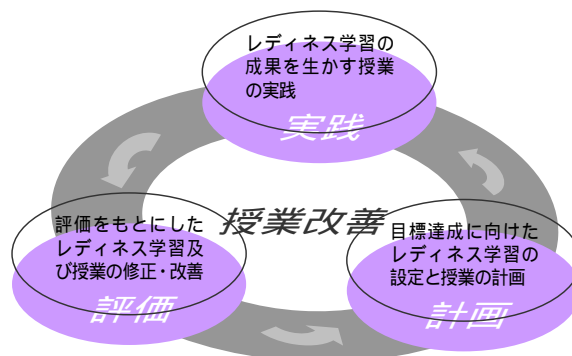 レディネス学習の
成果を生かす授業
の実践
実践
授業改善
評価をもとにした
レディネス学習及
び授業の修正・改善
評価
目標達成に向けた
レディネス学習の
設定と授業の計画
計画